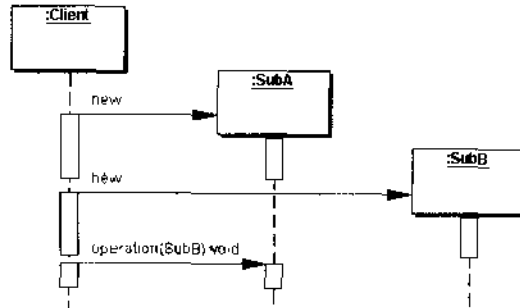 :Client
:SubA
new
:SubB
new
operation(SubB):void